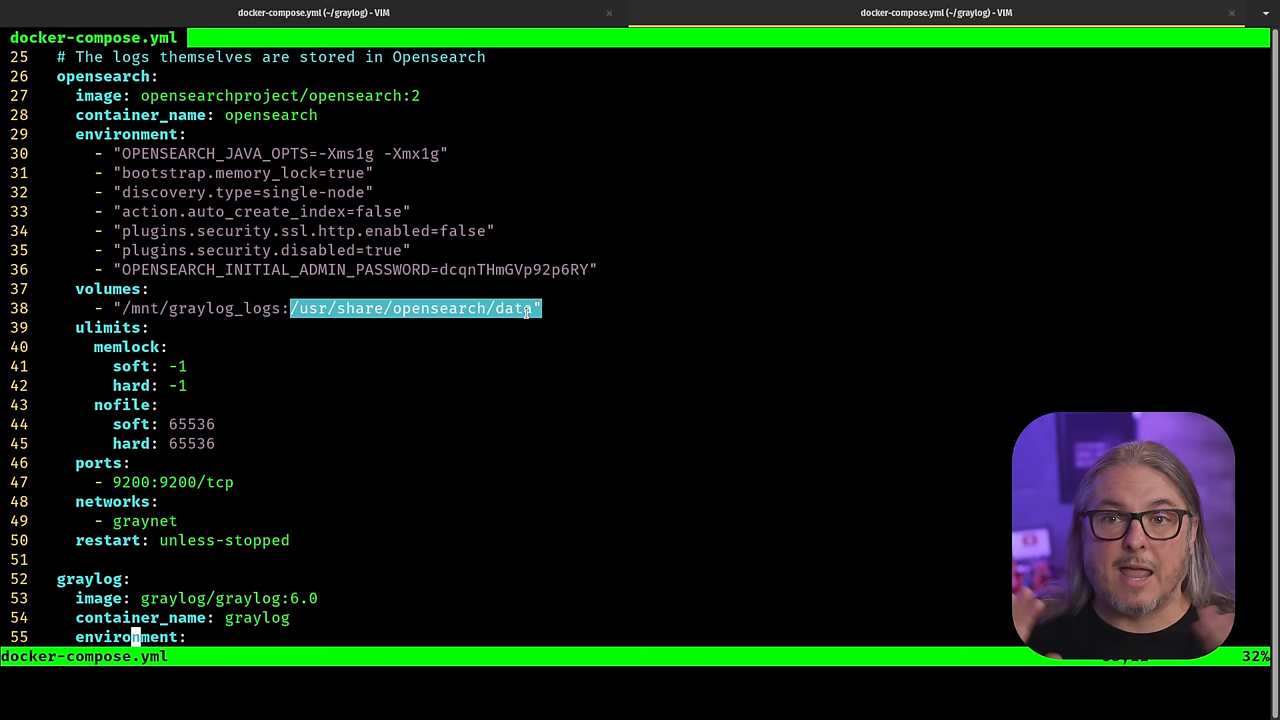 docker-compose.yml (~/graylog) - VIM
docker-compose.yml (~/graylog) - VIM
docker-compose.yml
25 # The logs themselves are stored in Opensearch
26 opensearch:
27 image: opensearchproject/opensearch:2
28 container_name: opensearch
29 environment:
30 - "OPENSEARCH_JAVA_OPTS=-Xms1g -Xmx1g"
31 - "bootstrap.memory_lock=true"
32 - "discovery.type=single-node"
33 - "action.auto_create_index=false"
34 - "plugins.security.ssl.http.enabled=false"
35 - "plugins.security.disabled=true"
36 - "OPENSEARCH_INITIAL_ADMIN_PASSWORD=dcqnTHmGVp92p6RY"
37 volumes:
38 - "/mnt/graylog_logs:/usr/share/opensearch/data"
39 ulimits:
40 memlock:
41 soft: -1
42 hard: -1
43 nofile:
44 soft: 65536
45 hard: 65536
46 ports:
47 - 9200:9200/tcp
48 networks:
49 - graynet
50 restart: unless-stopped
51
52 graylog:
53 image: graylog/graylog:6.0
54 container_name: graylog
55 environment:
docker-compose.yml 32%